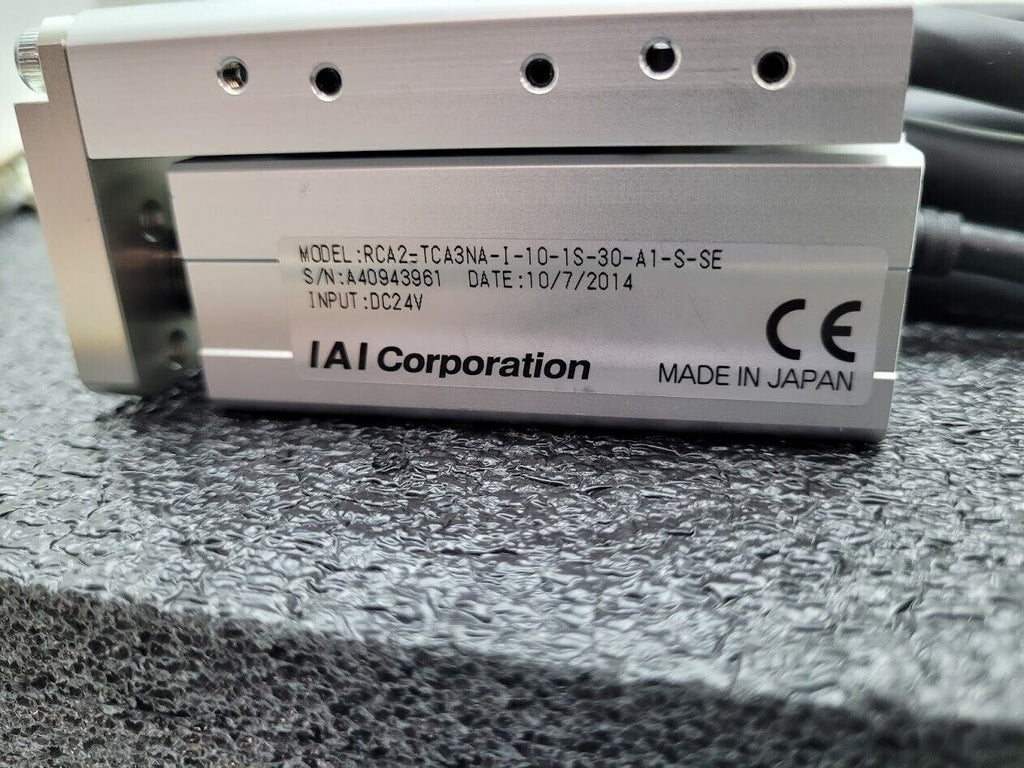 MODEL:RCA2-TCA3NA-I-10-1S-30-A1-S-SE
S/N:A40943961 DATE:10/7/2014
INPUT:DC24V
CE
IAI Corporation
MADE IN JAPAN